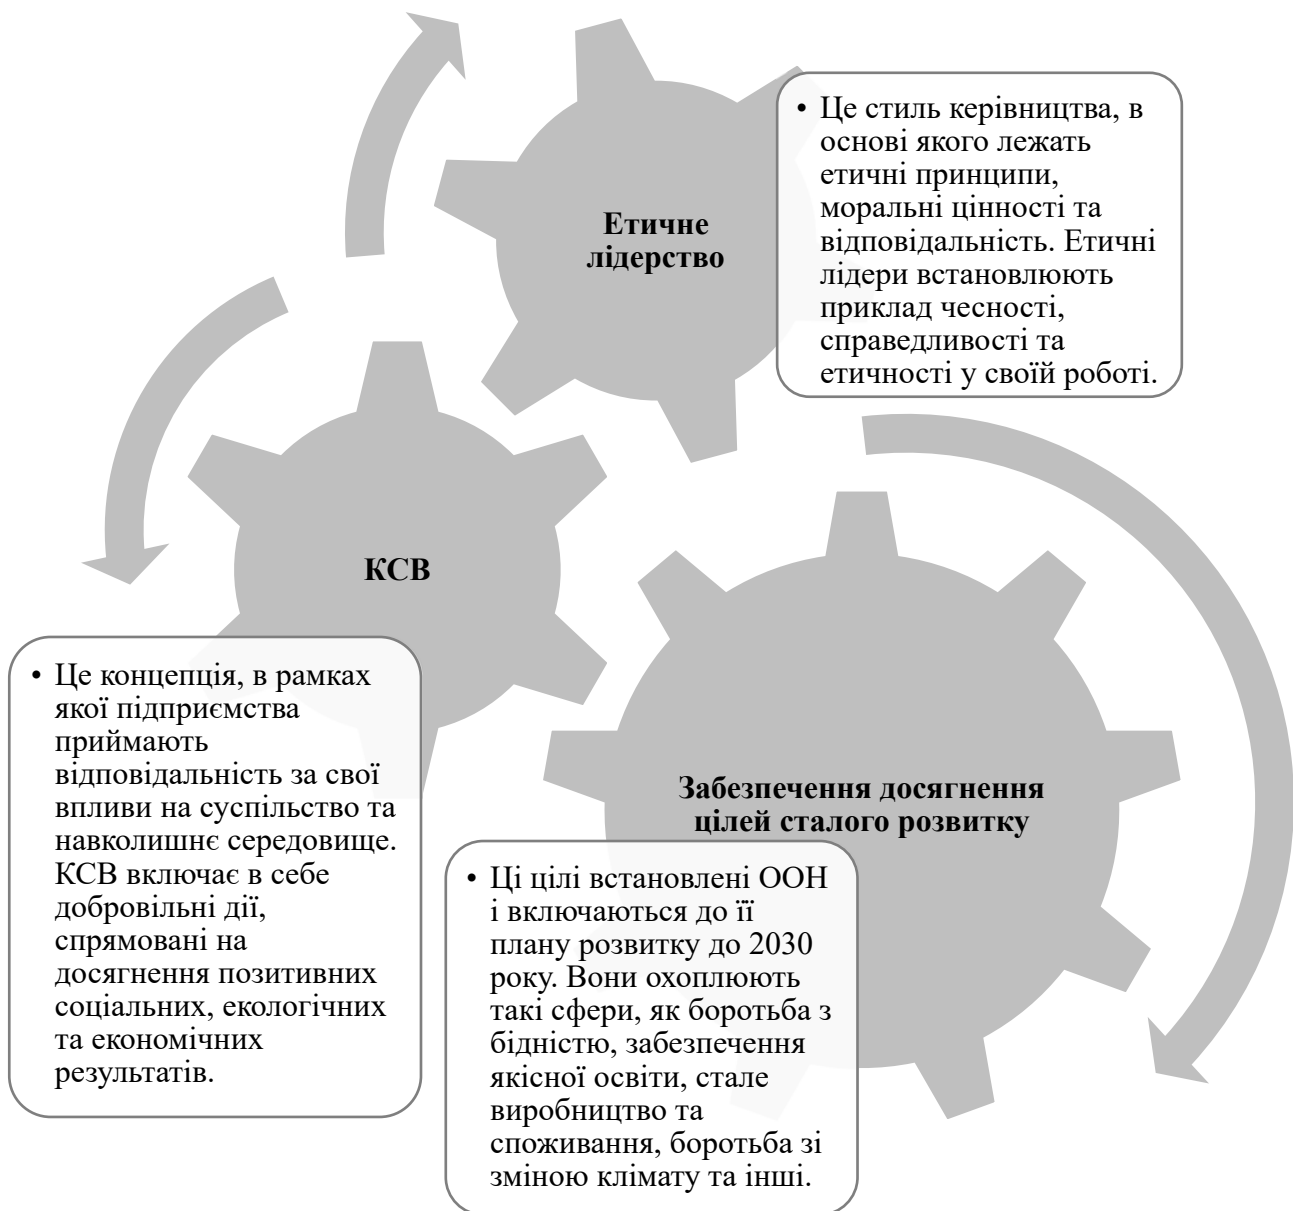 Етичне
лідерство
• Це стиль керівництва, в
основі якого лежать
етичні принципи,
моральні цінності та
відповідальність. Етичні
лідери встановлюють
приклад чесності,
справедливості та
етичності у своїй роботі.
КСВ
• Це концепція, в рамках
якої підприємства
приймають
відповідальність за свої
впливи на суспільство та
навколишнє середовище.
КСВ включає в себе
добровільні дії,
спрямовані на
досягнення позитивних
соціальних, екологічних
та економічних
результатів.
Забезпечення досягнення
цілей сталого розвитку
• Ці цілі встановлені ООН
і включаються до її
плану розвитку до 2030
року. Вони охоплюють
такі сфери, як боротьба з
бідністю, забезпечення
якісної освіти, стале
виробництво та
споживання, боротьба зі
зміною клімату та інші.